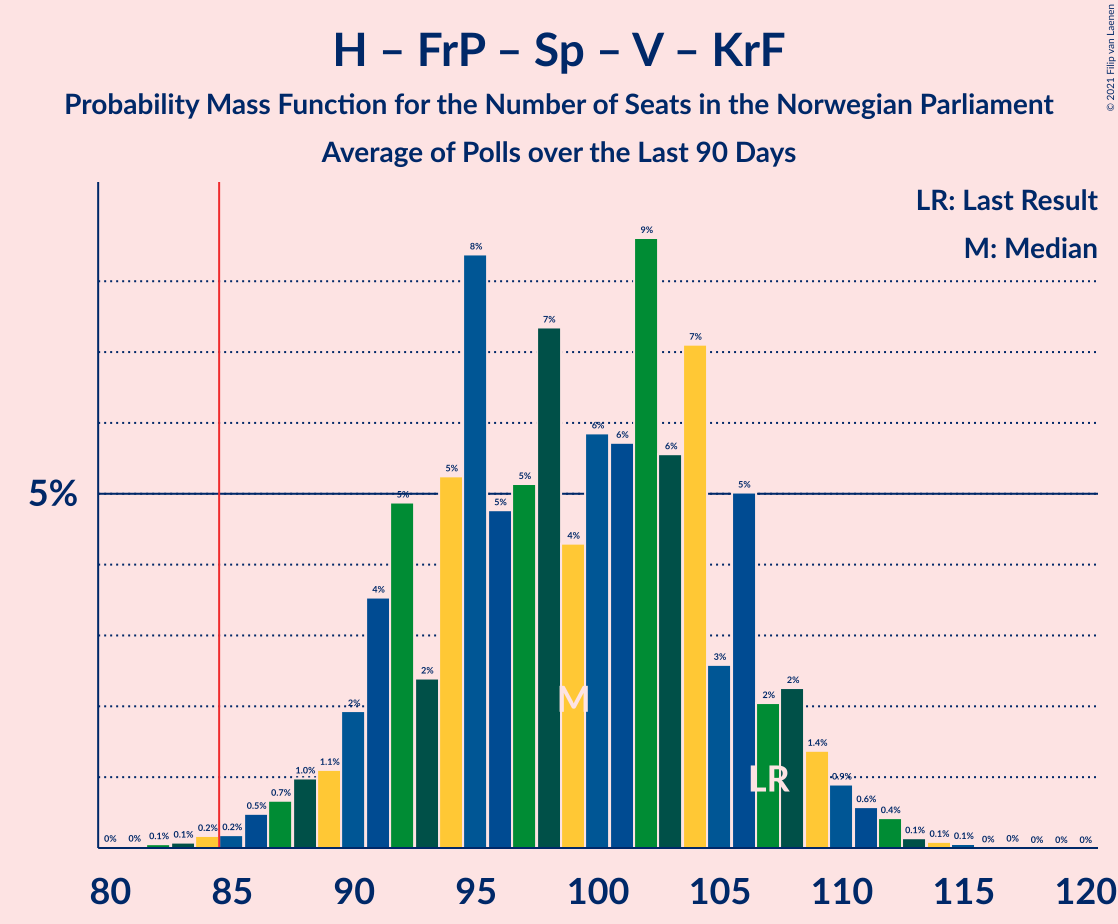 H – FrP – Sp – V – KrF
Probability Mass Function for the Number of Seats in the Norwegian Parliament
Average of Polls over the Last 90 Days
© 2021 Filip van Laenen
LR: Last Result
M: Median
5%
0% 0% 0.1% 0.1% 0.2% 0.2% 0.5% 0.7% 1.0% 1.1% 2% 4% 5% 2% 5% 8% 5% 5% 7% 4% 6% 6% 9% 6% 7% 3% 5% 2% 2% 1.4% 0.9% 0.6% 0.4% 0.1% 0.1% 0.1% 0% 0% 0% 0% 0%
M
LR
80 85 90 95 100 105 110 115 120